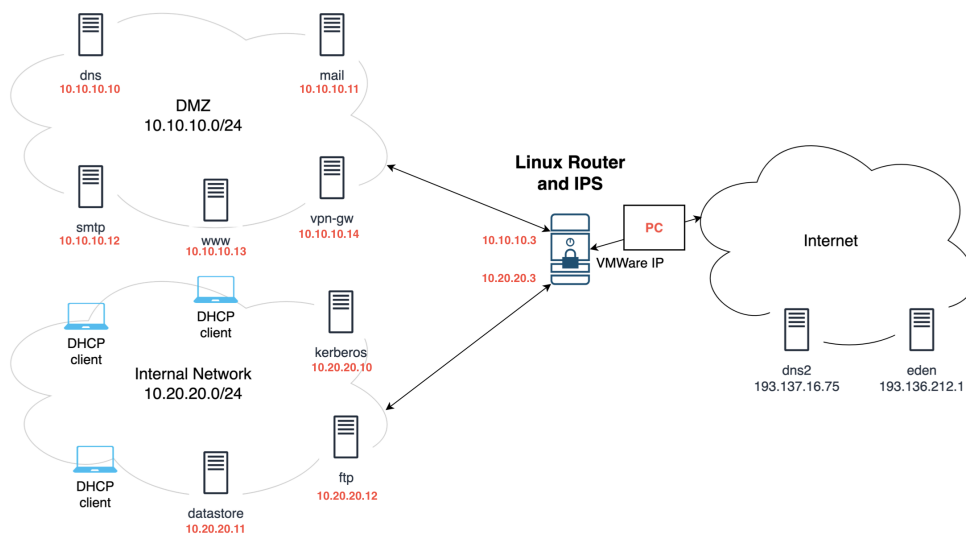 dns
10.10.10.10
mail
10.10.10.11
DMZ
10.10.10.0/24
smtp
10.10.10.12
www
10.10.10.13
vpn-gw
10.10.10.14
Linux Router
and IPS
10.10.10.3
10.20.20.3
VMWare IP
PC
Internet
dns2
193.137.16.75
eden
193.136.212.1
DHCP
client
DHCP
client
kerberos
10.20.20.10
Internal Network
10.20.20.0/24
DHCP
client
datastore
10.20.20.11
ftp
10.20.20.12